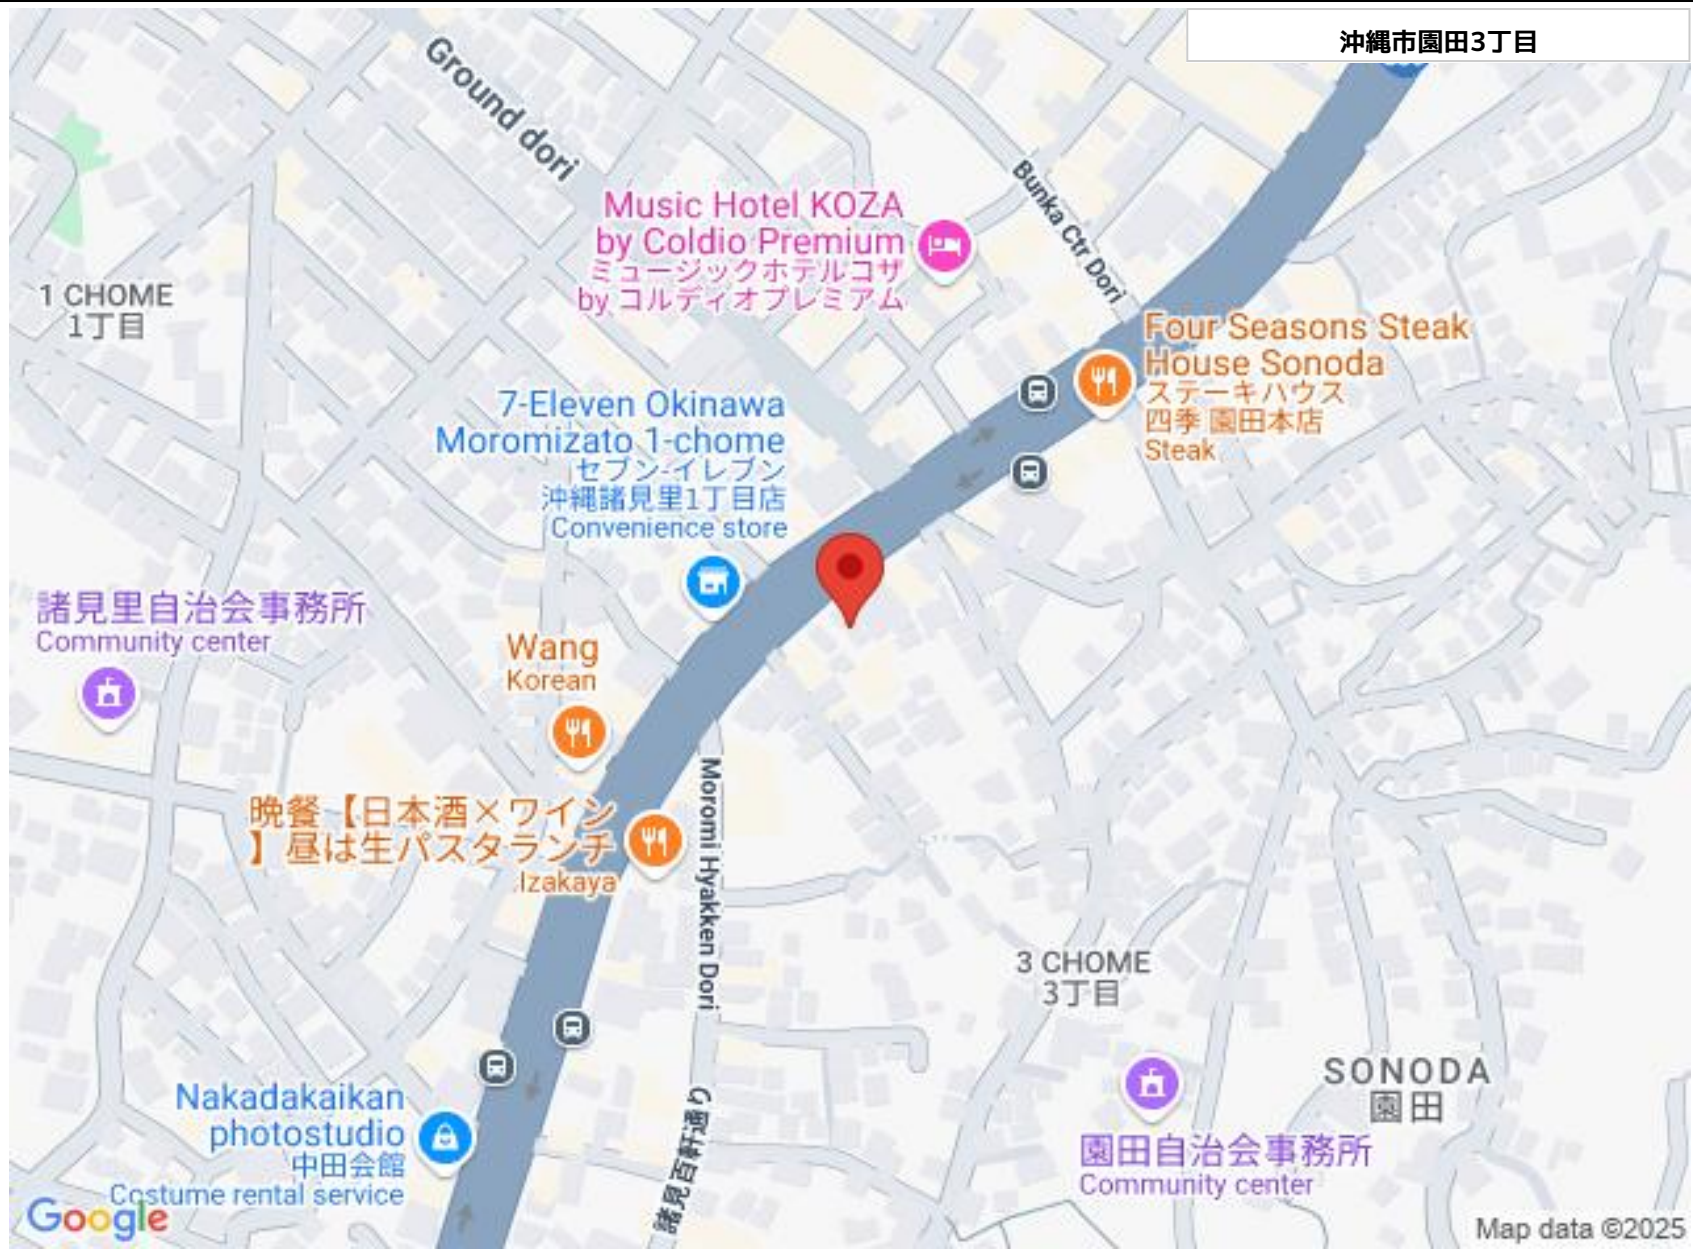 沖縄市園田3丁目
Ground dori
Bunka Ctr Dori
Music Hotel KOZA
by Coldio Premium
ミュージックホテルコザ
by コルディオプレミアム
1 CHOME
1丁目
Four Seasons Steak
House Sonoda
ステーキハウス
四季 園田本店
Steak
7-Eleven Okinawa
Moromizato 1-chome
セブン-イレブン
沖縄諸見里1丁目店
Convenience store
諸見里自治会事務所
Community center
Wang
Korean
晩餐【日本酒×ワイン
】昼は生パスタランチ
Izakaya
Moromi Hyakken Dori
3 CHOME
3丁目
SONODA
園田
園田自治会事務所
Community center
Nakadakaikan
photostudio
中田会館
Costume rental service
諸見百軒通り
Google
Map data ©2025